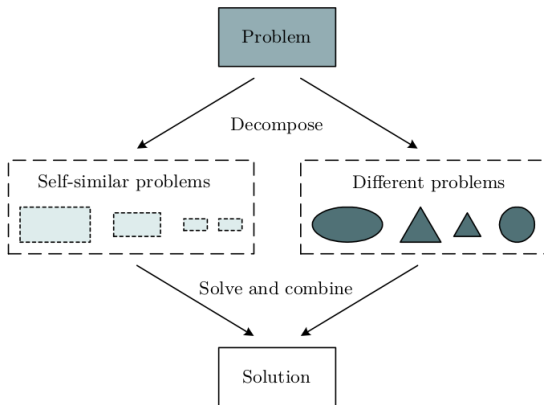 Problem
Decompose
Self-similar problems
Different problems
Solve and combine
Solution